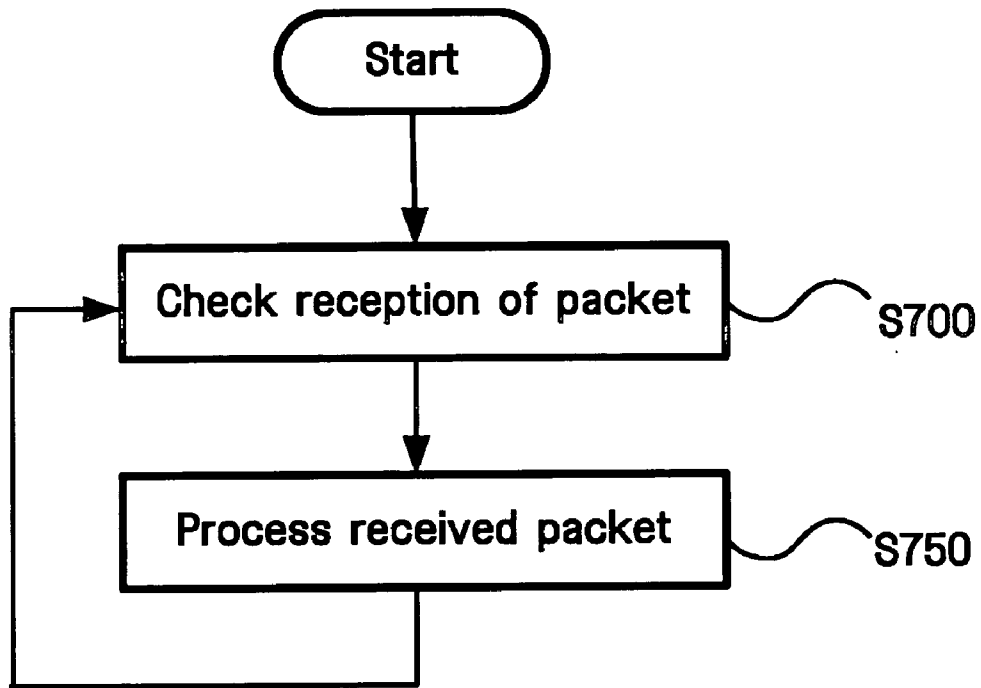 Start
Check reception of packet
S700
Process received packet
S750